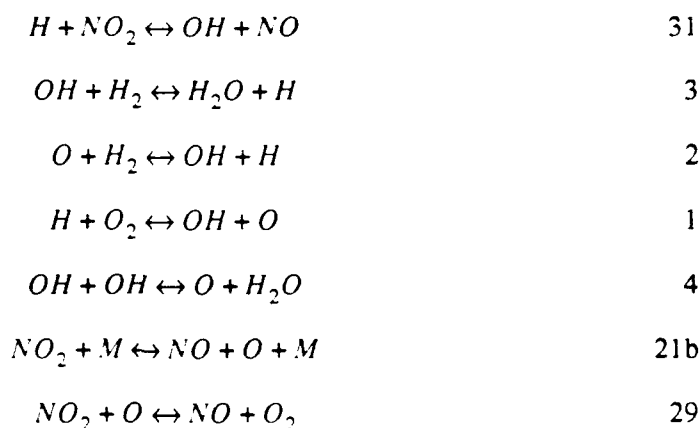 H + NO₂ ↔ OH + NO 31
OH + H₂ ↔ H₂O + H 3
O + H₂ ↔ OH + H 2
H + O₂ ↔ OH + O 1
OH + OH ↔ O + H₂O 4
NO₂ + M ↔ NO + O + M 21b
NO₂ + O ↔ NO + O₂ 29